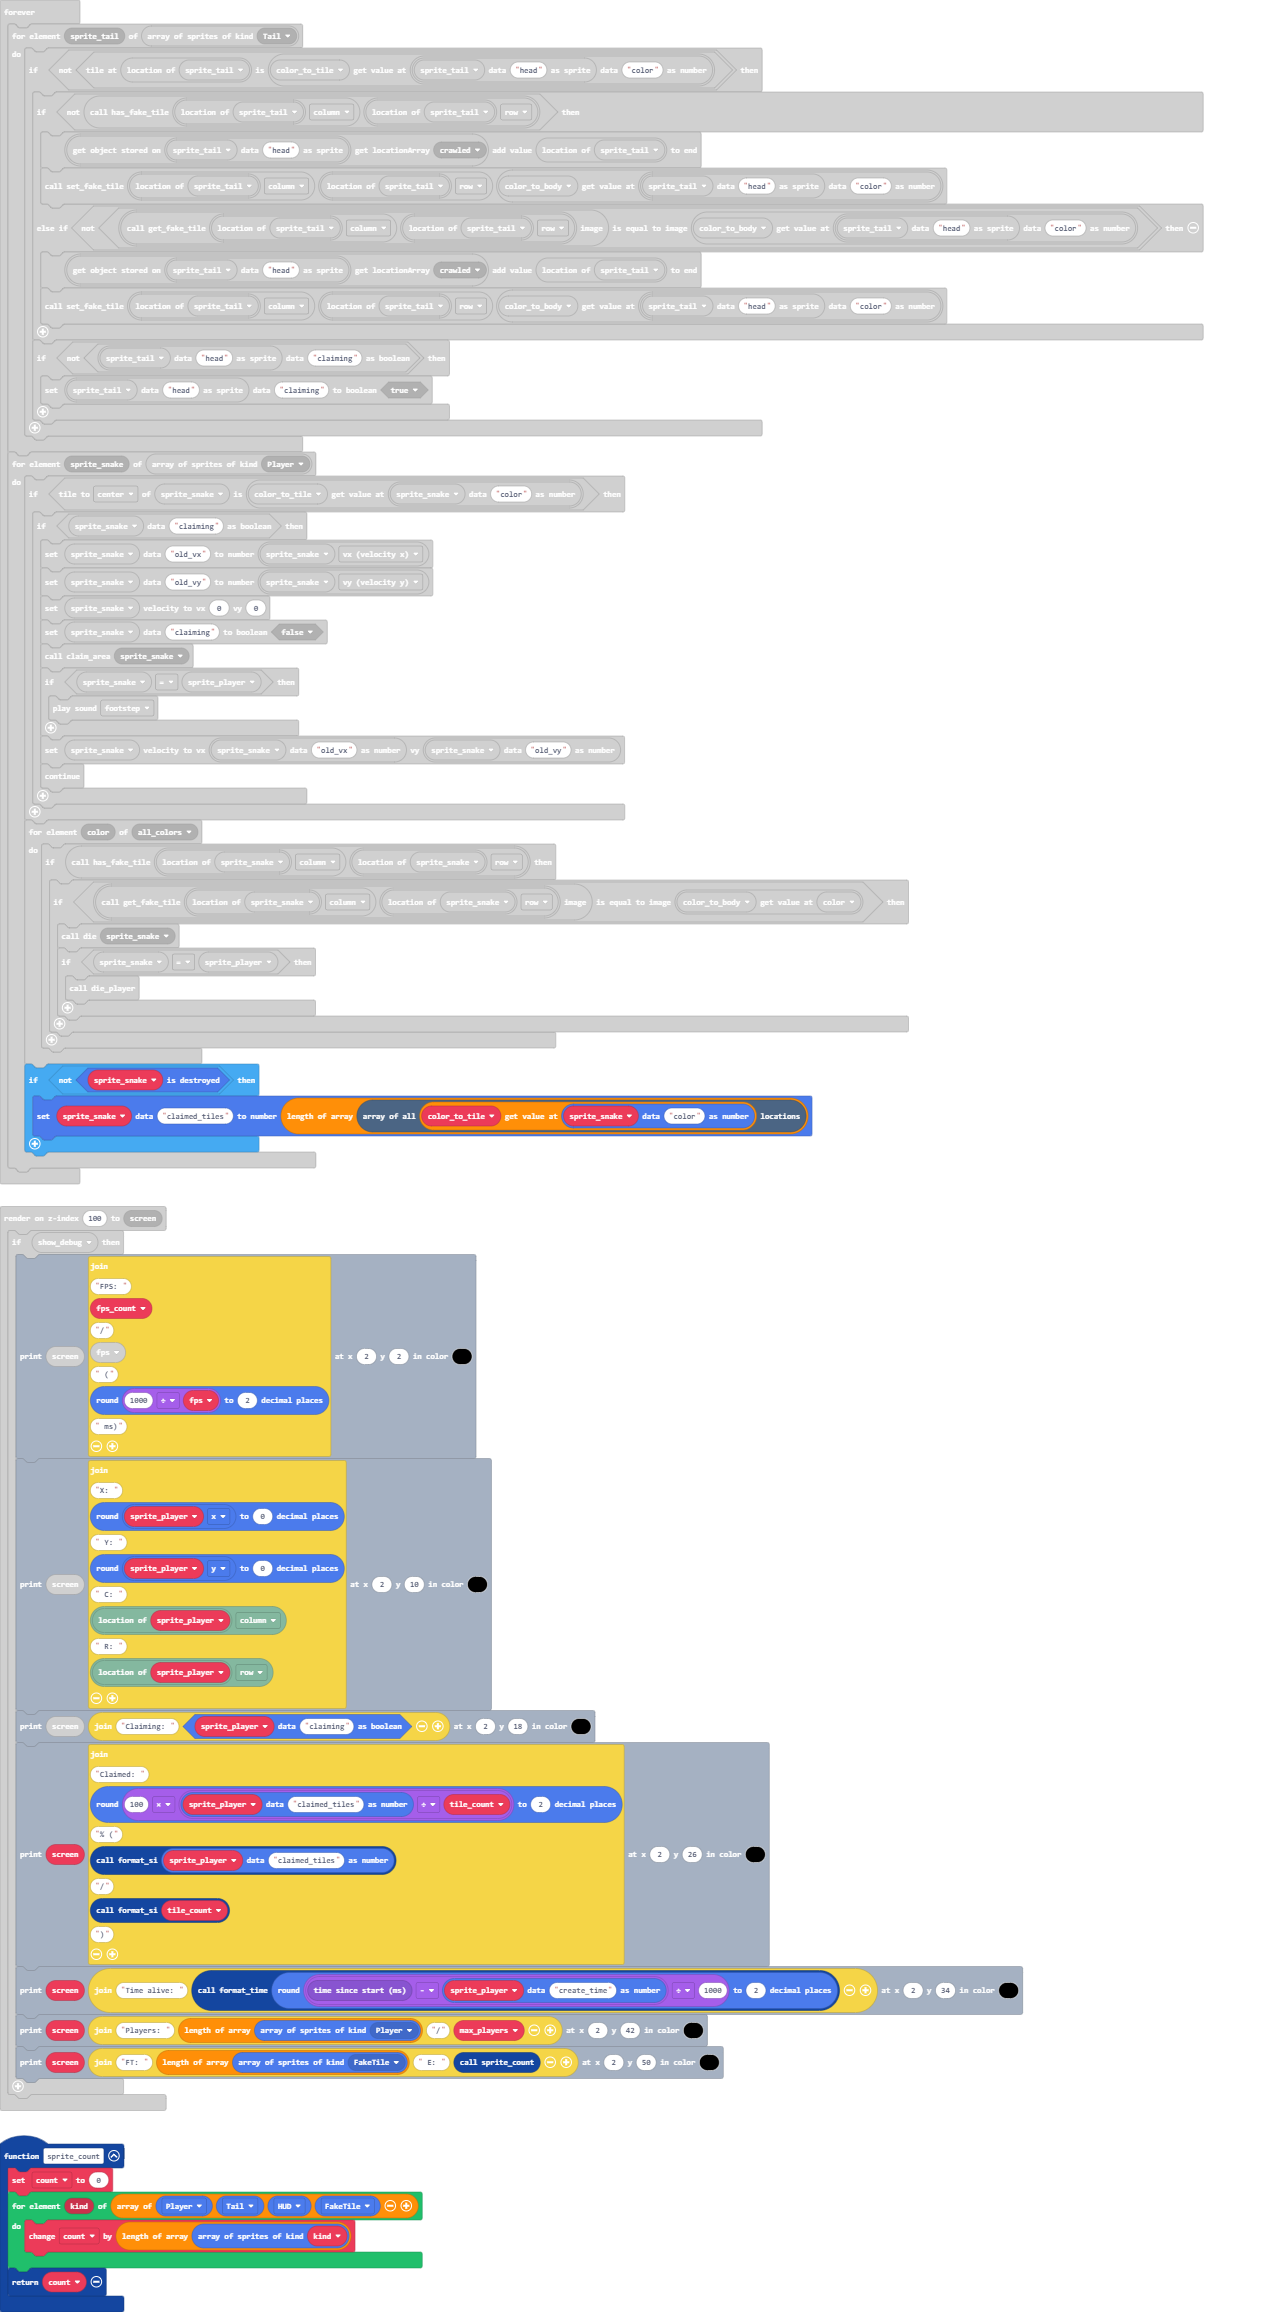 forever
for element sprite_tail of array of sprites of kind Tail
do
if not tile at location of sprite_tail is color_to_tile get value at sprite_tail data "head" as sprite data "color" as number then
if not call has_fake_tile location of sprite_tail column location of sprite_tail row then
get object stored on sprite_tail data "head" as sprite get locationArray crawled add value location of sprite_tail to end
call set_fake_tile location of sprite_tail column location of sprite_tail row color_to_body get value at sprite_tail data "head" as sprite data "color" as number
else if not call get_fake_tile location of sprite_tail column location of sprite_tail row image is equal to image color_to_body get value at sprite_tail data "head" as sprite data "color" as number then
get object stored on sprite_tail data "head" as sprite get locationArray crawled add value location of sprite_tail to end
call set_fake_tile location of sprite_tail column location of sprite_tail row color_to_body get value at sprite_tail data "head" as sprite data "color" as number
if not sprite_tail data "head" as sprite data "claiming" as boolean then
set sprite_tail data "head" as sprite data "claiming" to boolean true
for element sprite_snake of array of sprites of kind Player
do
if tile to center of sprite_snake is color_to_tile get value at sprite_snake data "color" as number then
if sprite_snake data "claiming" as boolean then
set sprite_snake data "old_vx" to number sprite_snake vx (velocity x)
set sprite_snake data "old_vy" to number sprite_snake vy (velocity y)
set sprite_snake velocity to vx 0 vy 0
set sprite_snake data "claiming" to boolean false
call claim_area sprite_snake
if sprite_snake = sprite_player then
play sound footstep
set sprite_snake velocity to vx sprite_snake data "old_vx" as number vy sprite_snake data "old_vy" as number
continue
for element color of all_colors
do
if call has_fake_tile location of sprite_snake column location of sprite_snake row then
if call get_fake_tile location of sprite_snake column location of sprite_snake row image is equal to image color_to_body get value at color then
call die sprite_snake
if sprite_snake = sprite_player then
call die_player
if not sprite_snake is destroyed then
set sprite_snake data "claimed_tiles" to number length of array array of all color_to_tile get value at sprite_snake data "color" as number locations
render on z-index 100 to screen
if show_debug then
join
"FPS: "
fps_count
"/"
print screen fps at x 2 y 2 in color
" ("
round 1000 ÷ fps to 2 decimal places
" ms)"
join
"X: "
round sprite_player x to 0 decimal places
" Y: "
round sprite_player y to 0 decimal places
print screen at x 2 y 10 in color
" C: "
location of sprite_player column
" R: "
location of sprite_player row
print screen join "Claiming: " sprite_player data "claiming" as boolean at x 2 y 18 in color
join
"Claimed: "
round 100 × sprite_player data "claimed_tiles" as number ÷ tile_count to 2 decimal places
"% ("
print screen at x 2 y 26 in color
call format_si sprite_player data "claimed_tiles" as number
"/"
call format_si tile_count
")"
print screen join "Time alive: " call format_time round time since start (ms) - sprite_player data "create_time" as number ÷ 1000 to 2 decimal places at x 2 y 34 in color
print screen join "Players: " length of array array of sprites of kind Player "/" max_players at x 2 y 42 in color
print screen join "FT: " length of array array of sprites of kind FakeTile " E: " call sprite_count at x 2 y 50 in color
function sprite_count
set count to 0
for element kind of array of Player Tail HUD FakeTile
do
change count by length of array array of sprites of kind kind
return count